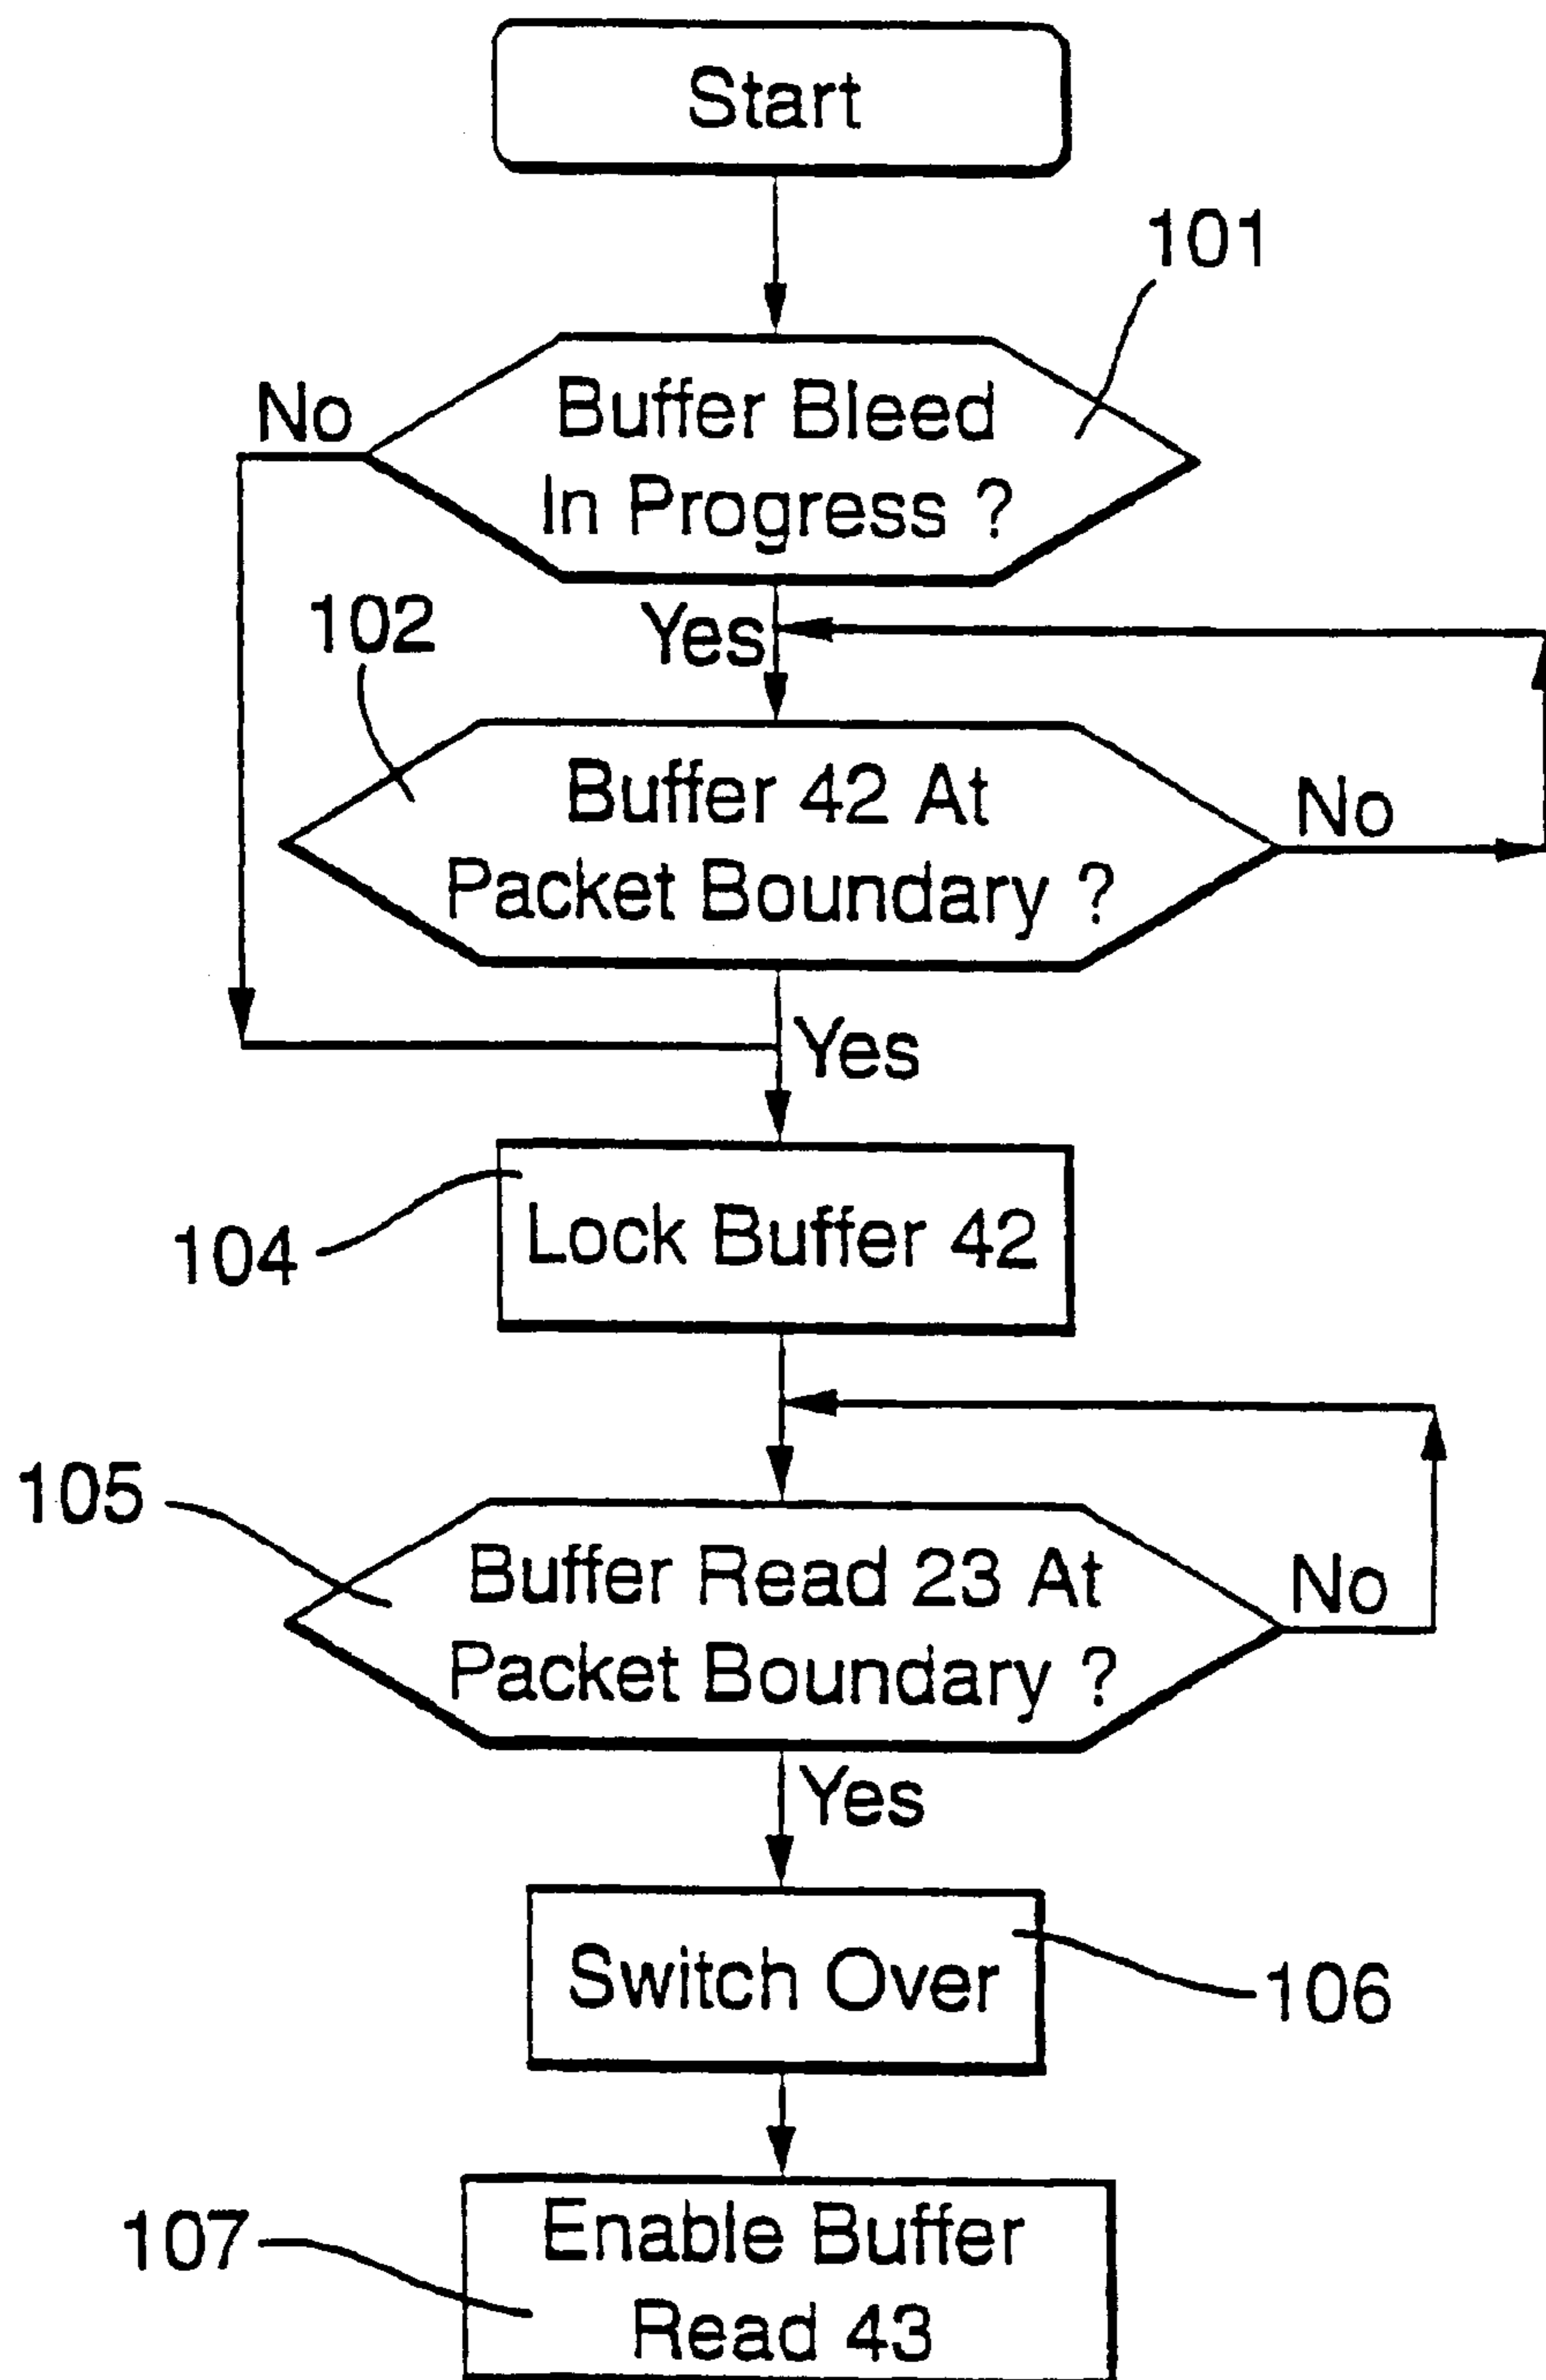 Start
101
No
Buffer Bleed
In Progress ?
102
Yes
Buffer 42 At
Packet Boundary ?
No
Yes
104
Lock Buffer 42
105
Buffer Read 23 At
Packet Boundary ?
No
Yes
Switch Over
106
107
Enable Buffer
Read 43